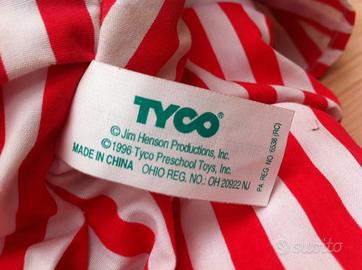 TYCO
© Jim Henson Productions, Inc.
©1996 Tyco Preschool Toys, Inc.
MADE IN CHINA OHIO REG. NO.: OH 20922 NJ
PA. REG. NO. 6538 (RC)
subito